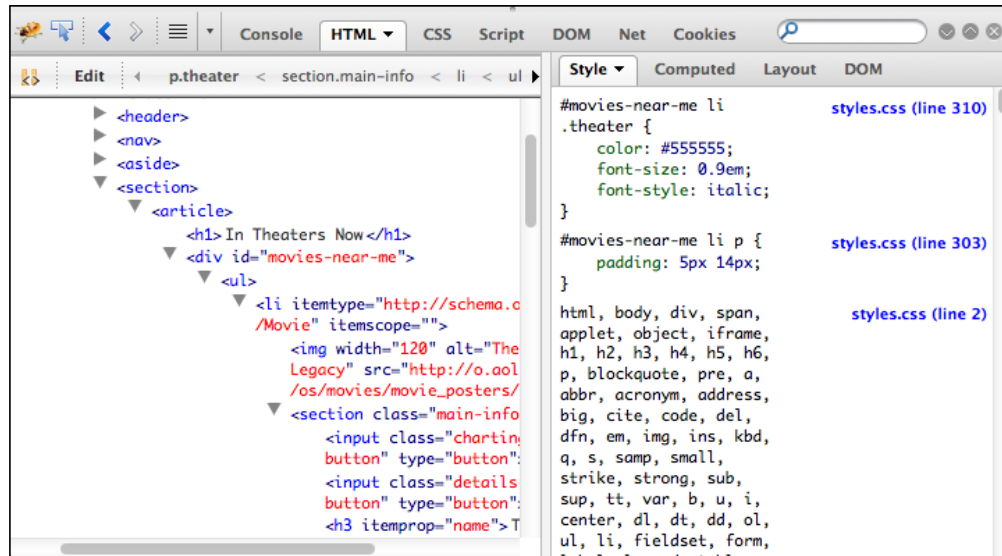 Console HTML CSS Script DOM Net Cookies
Edit p.theater < section.main-info < li < ul
<header>
<nav>
<aside>
<section>
<article>
<h1> In Theaters Now </h1>
<div id="movies-near-me">
<ul>
<li itemtype="http://schema.o
/Movie" itemscope="">
<img width="120" alt="The
Legacy" src="http://o.aol
/os/movies/movie_posters/
<section class="main-info
<input class="charting
button" type="button">
<input class="details
button" type="button">
<h3 itemprop="name"> T
Style Computed Layout DOM
#movies-near-me li styles.css (line 310)
.theater {
color: #555555;
font-size: 0.9em;
font-style: italic;
}
#movies-near-me li p { styles.css (line 303)
padding: 5px 14px;
}
html, body, div, span, styles.css (line 2)
applet, object, iframe,
h1, h2, h3, h4, h5, h6,
p, blockquote, pre, a,
abbr, acronym, address,
big, cite, code, del,
dfn, em, img, ins, kbd,
q, s, samp, small,
strike, strong, sub,
sup, tt, var, b, u, i,
center, dl, dt, dd, ol,
ul, li, fieldset, form,